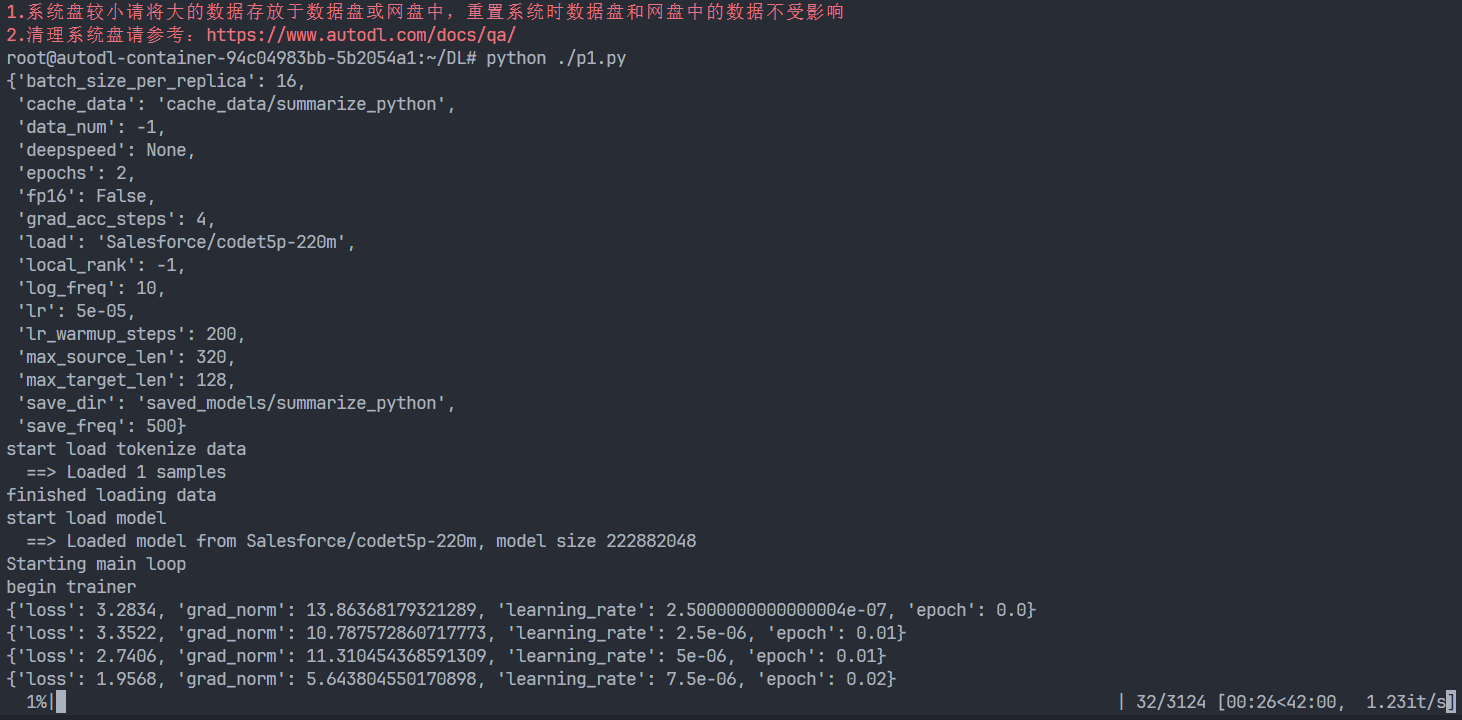 1.系统盘较小请将大的数据存放于数据盘或网盘中，重置系统时数据盘和网盘中的数据不受影响
2.清理系统盘请参考：https://www.autodl.com/docs/qa/
root@autodl-container-94c04983bb-5b2054a1:~/DL# python ./p1.py
{'batch_size_per_replica': 16,
 'cache_data': 'cache_data/summarize_python',
 'data_num': -1,
 'deepspeed': None,
 'epochs': 2,
 'fp16': False,
 'grad_acc_steps': 4,
 'load': 'Salesforce/codet5p-220m',
 'local_rank': -1,
 'log_freq': 10,
 'lr': 5e-05,
 'lr_warmup_steps': 200,
 'max_source_len': 320,
 'max_target_len': 128,
 'save_dir': 'saved_models/summarize_python',
 'save_freq': 500}
start load tokenize data
  ==> Loaded 1 samples
finished loading data
start load model
  ==> Loaded model from Salesforce/codet5p-220m, model size 222882048
Starting main loop
begin trainer
{'loss': 3.2834, 'grad_norm': 13.86368179321289, 'learning_rate': 2.5000000000000004e-07, 'epoch': 0.0}
{'loss': 3.3522, 'grad_norm': 10.787572860717773, 'learning_rate': 2.5e-06, 'epoch': 0.01}
{'loss': 2.7406, 'grad_norm': 11.310454368591309, 'learning_rate': 5e-06, 'epoch': 0.01}
{'loss': 1.9568, 'grad_norm': 5.643804550170898, 'learning_rate': 7.5e-06, 'epoch': 0.02}
  1%| | 32/3124 [00:26<42:00,  1.23it/s]